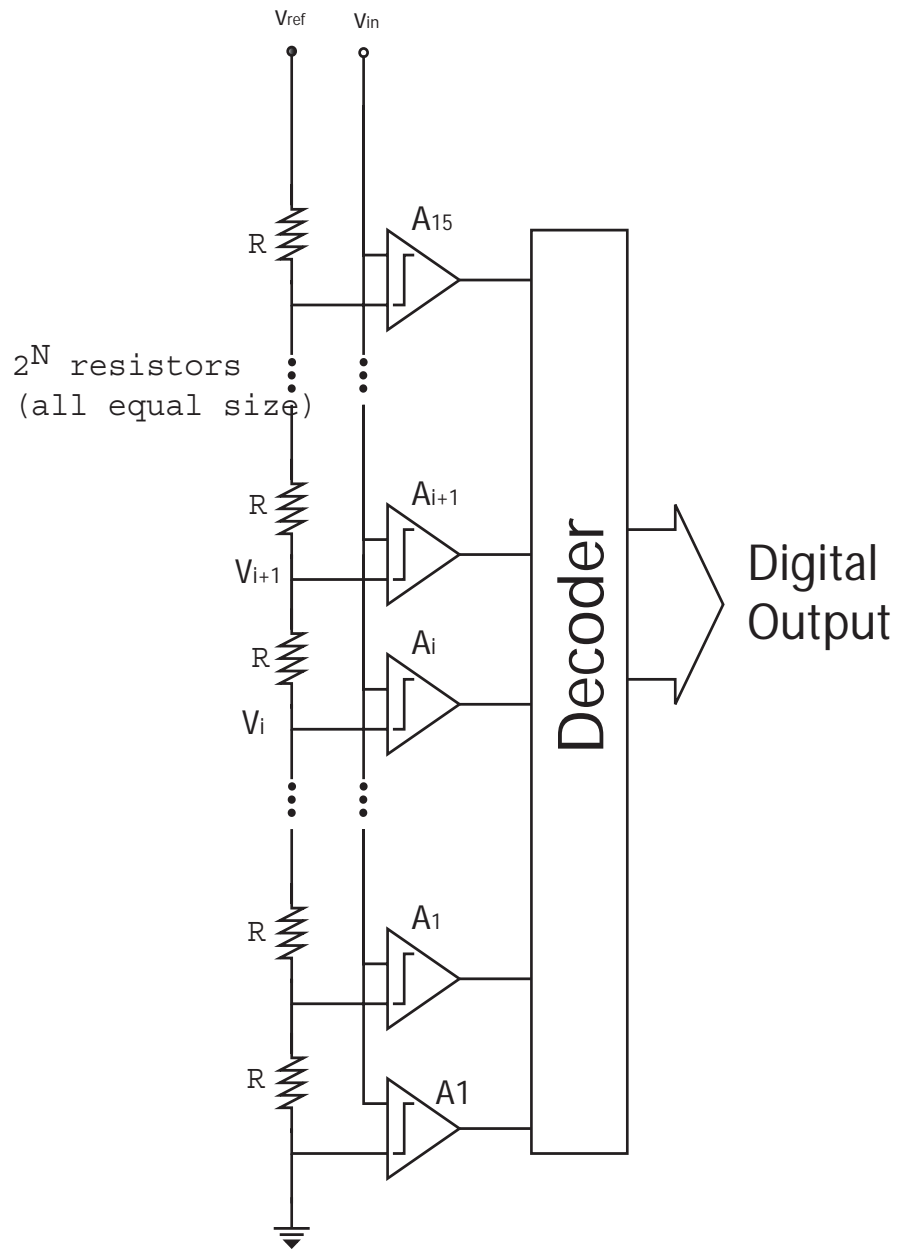 Vref
Vin
A15
R
2N resistors
(all equal size)
Ai+1
R
Vi+1
Ai
R
Vi
Decoder
Digital
Output
A1
R
A1
R